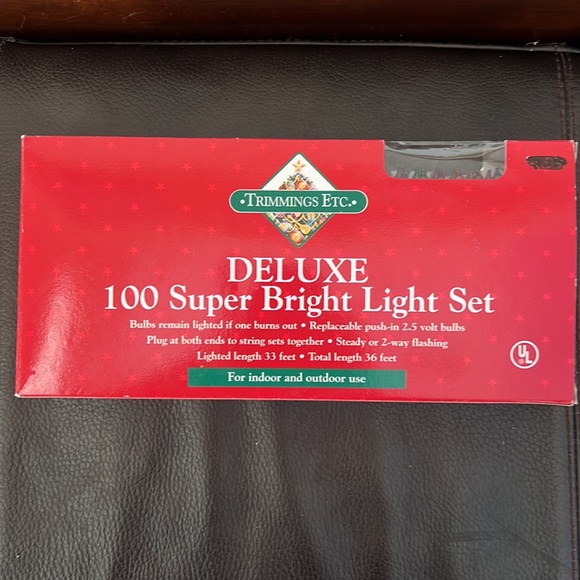 •TRIMMINGS ETC.•
DELUXE
100 Super Bright Light Set
Bulbs remain lighted if one burns out • Replaceable push-in 2.5 volt bulbs
Plug at both ends to string sets together • Steady or 2-way flashing
Lighted length 33 feet • Total length 36 feet
For indoor and outdoor use
UL